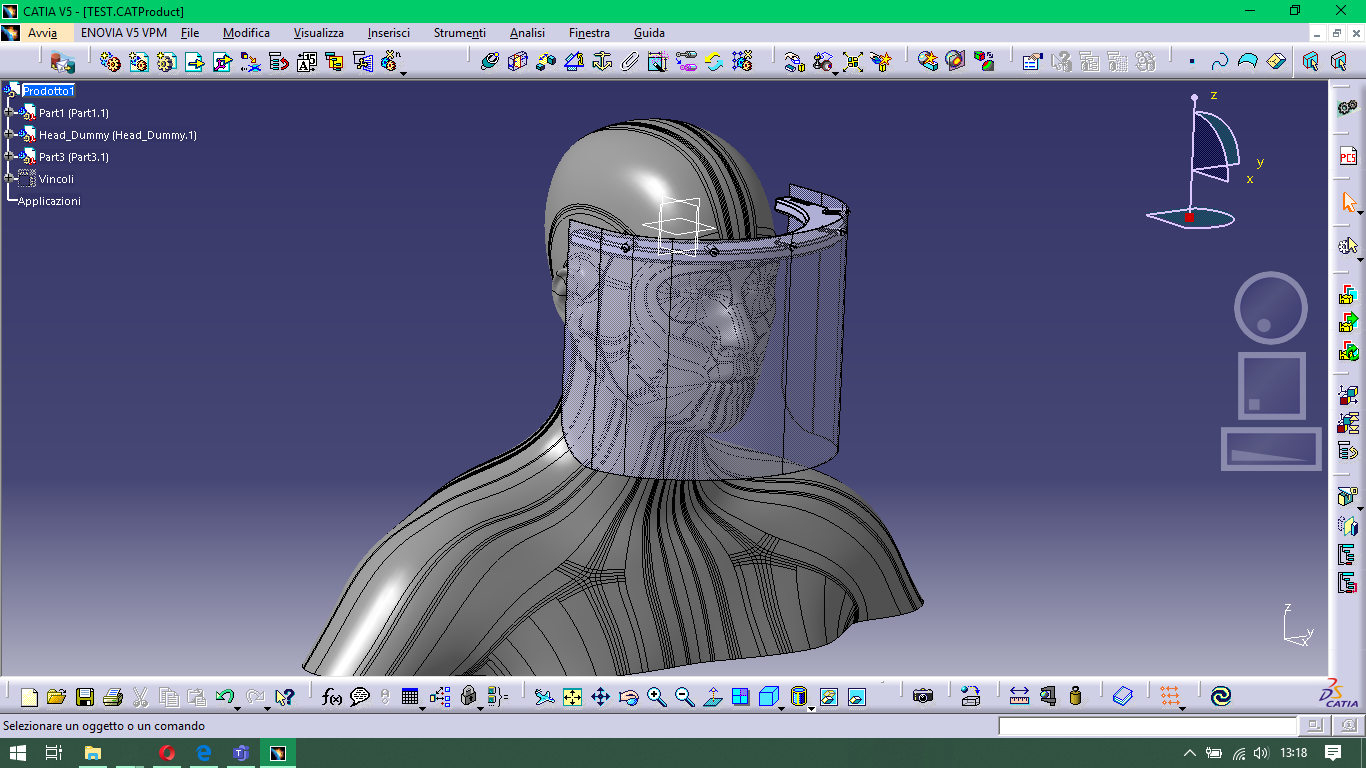 CATIA V5 - [TEST.CATProduct]
Avvia ENOVIA V5 VPM File Modifica Visualizza Inserisci Strumenti Analisi Finestra Guida
Prodotto1
Part1 (Part1.1)
Head_Dummy (Head_Dummy.1)
Part3 (Part3.1)
Vincoli
Applicazioni
z
y
x
PCS
z
y
x
f(x)
CATIA
Selezionare un oggetto o un comando
13:18